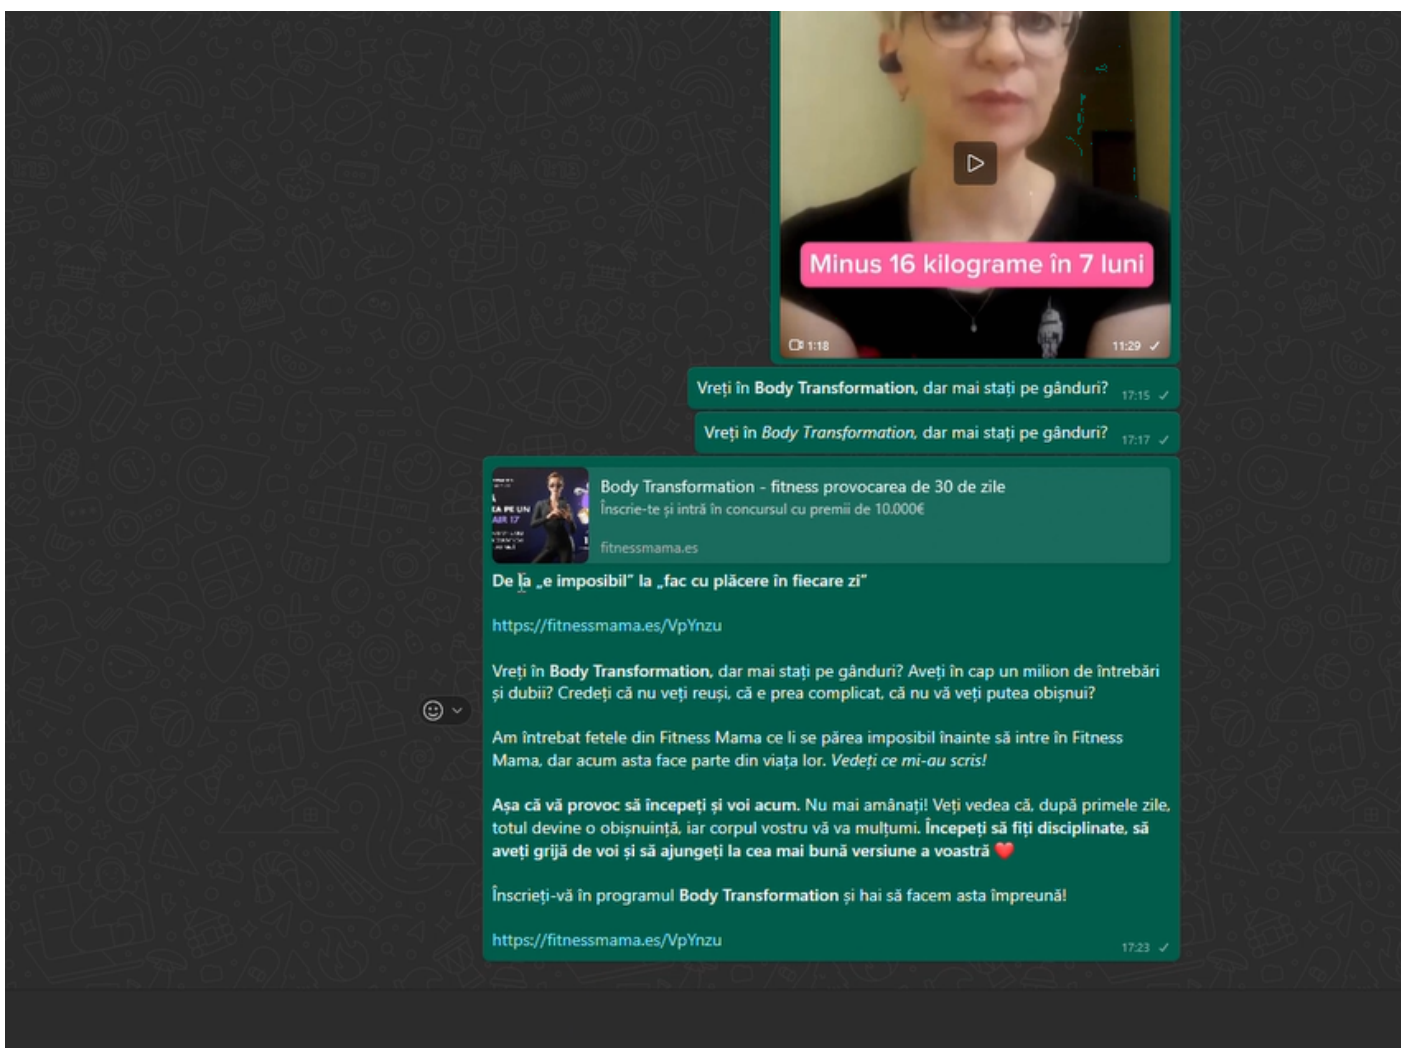 Minus 16 kilograme în 7 luni
1:18
11:29
Vreți în Body Transformation, dar mai stați pe gânduri?
17:15
Vreți în Body Transformation, dar mai stați pe gânduri?
17:17
EA PE UN
AIR 17
Body Transformation - fitness provocarea de 30 de zile
Înscrie-te și intră în concursul cu premii de 10.000€
fitnessmama.es
De la „e imposibil” la „fac cu plăcere în fiecare zi”
https://fitnessmama.es/VpYnzu
Vreți în Body Transformation, dar mai stați pe gânduri? Aveți în cap un milion de întrebări
și dubii? Credeți că nu veți reuși, că e prea complicat, că nu vă veți putea obișnui?
Am întrebat fetele din Fitness Mama ce li se părea imposibil înainte să intre în Fitness
Mama, dar acum asta face parte din viața lor. Vedeți ce mi-au scris!
Așa că vă provoc să începeți și voi acum. Nu mai amânați! Veți vedea că, după primele zile,
totul devine o obișnuință, iar corpul vostru vă va mulțumi. Începeți să fiți disciplinate, să
aveți grijă de voi și să ajungeți la cea mai bună versiune a voastră ❤️
Înscrieți-vă în programul Body Transformation și hai să facem asta împreună!
https://fitnessmama.es/VpYnzu
17:23